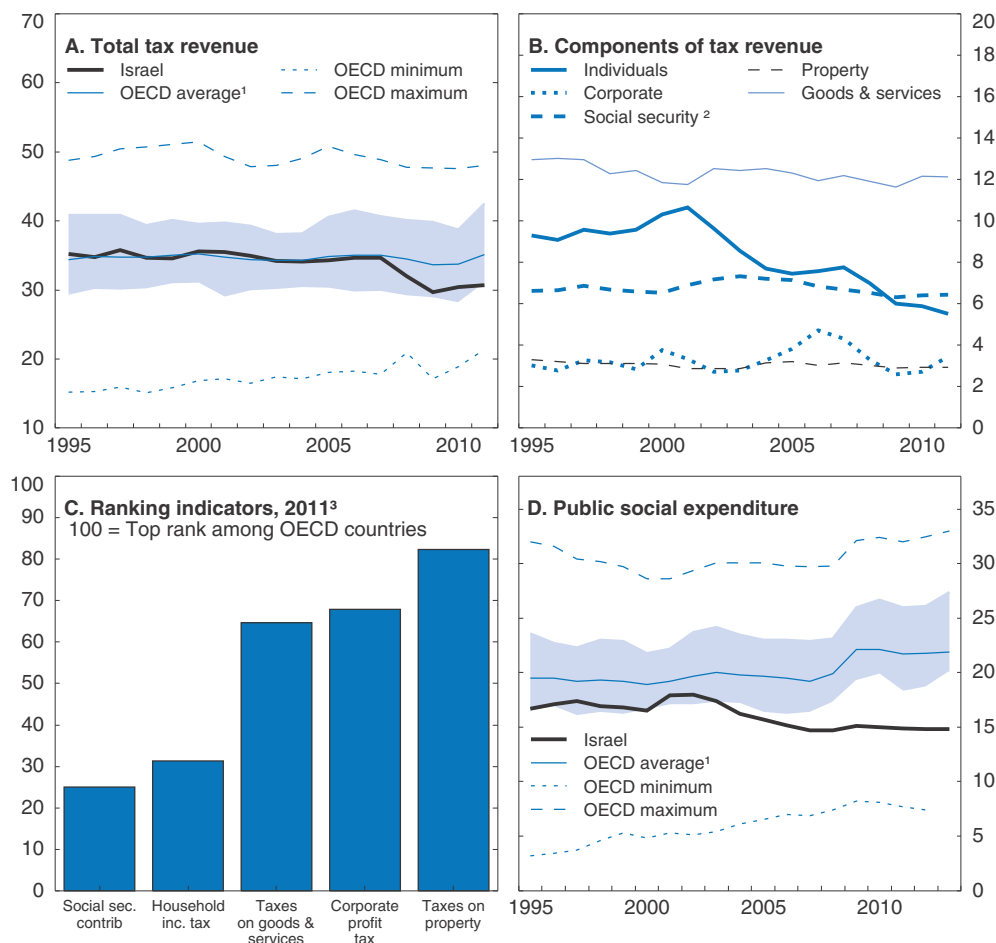 A. Total tax revenue
Israel
OECD average¹
OECD minimum
OECD maximum
70
60
50
40
30
20
10
1995 2000 2005 2010
B. Components of tax revenue
Individuals
Corporate
Social security ²
Property
Goods & services
20
18
16
14
12
10
8
6
4
2
0
1995 2000 2005 2010
C. Ranking indicators, 2011³
100 = Top rank among OECD countries
100
90
80
70
60
50
40
30
20
10
0
Social sec.
contrib
Household
inc. tax
Taxes
on goods &
services
Corporate
profit
tax
Taxes on
property
D. Public social expenditure
Israel
OECD average¹
OECD minimum
OECD maximum
35
30
25
20
15
10
5
0
1995 2000 2005 2010